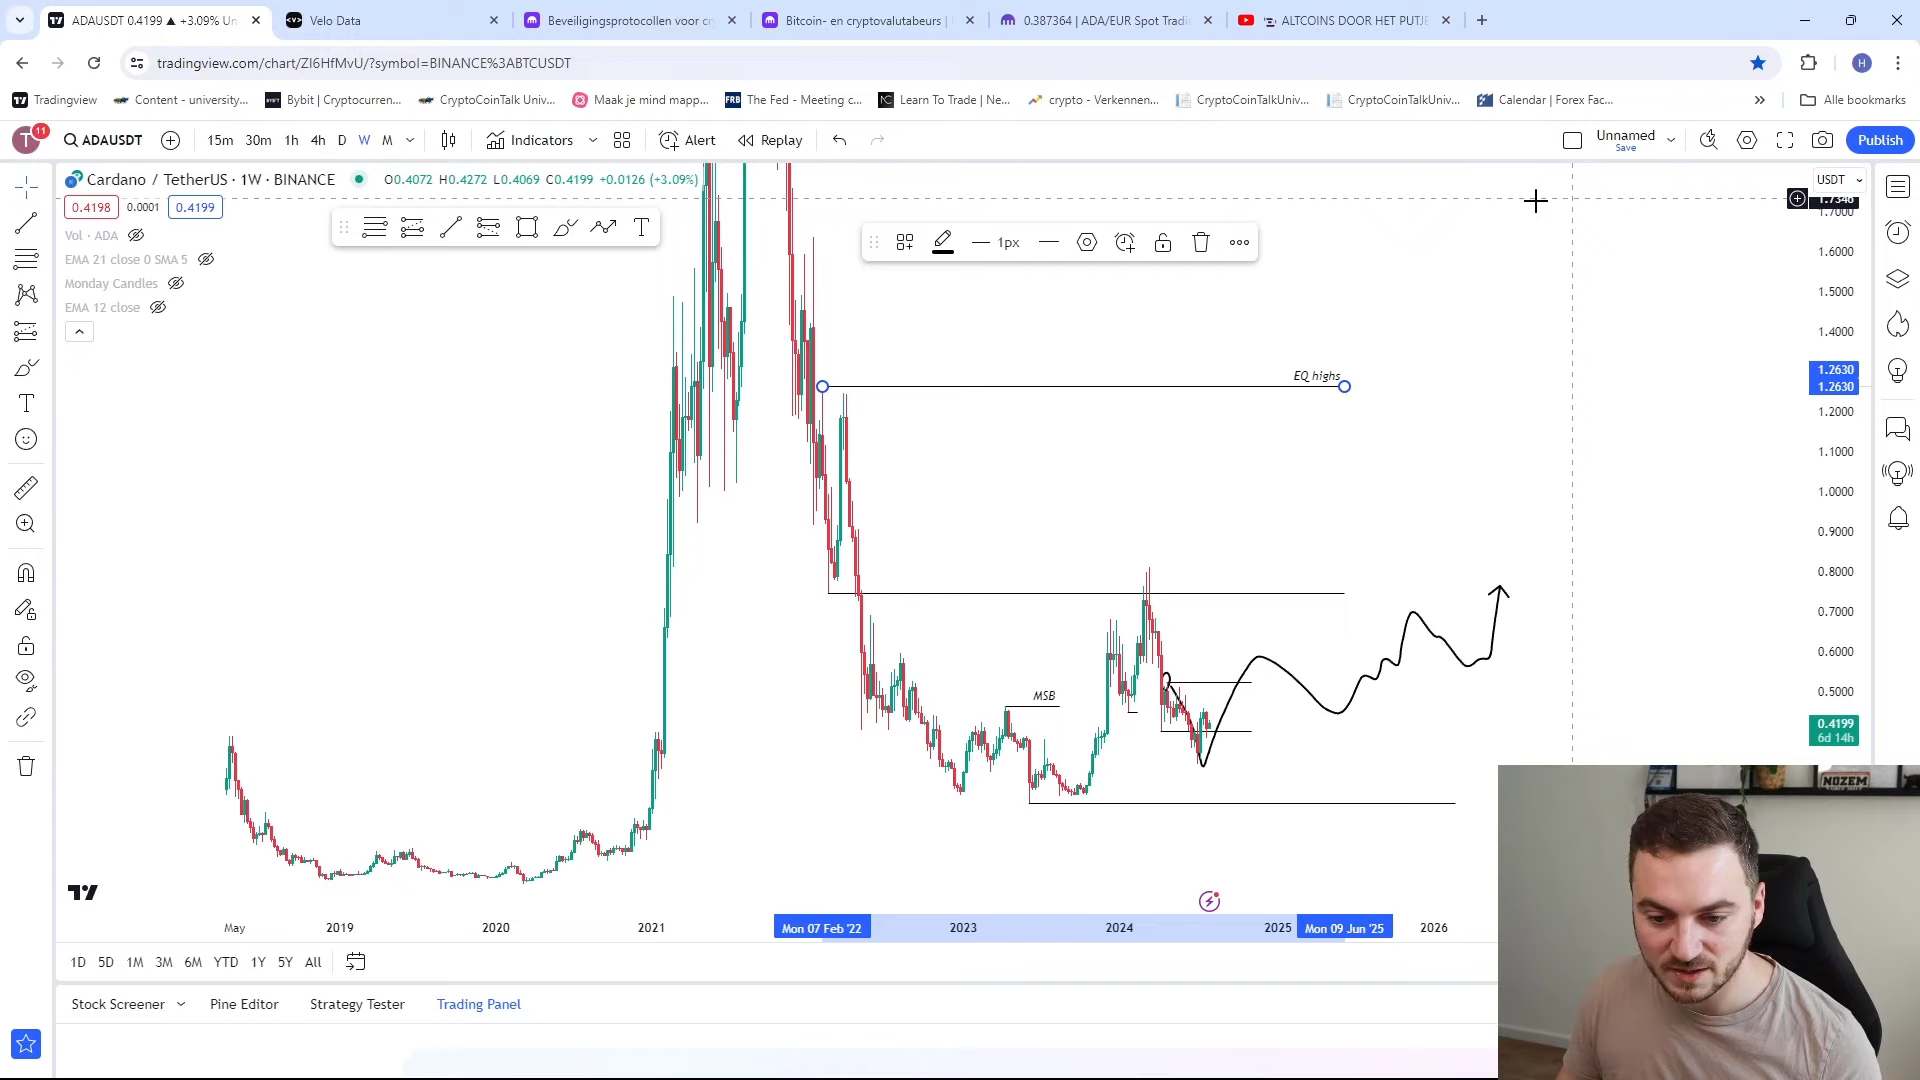 ADAUSDT 0.4199 ▲ +3.09% Un
Velo Data
Beveiligingsprotocollen voor cr
Bitcoin- en cryptovalutabeurs |
0.387364 | ADA/EUR Spot Tradi
ALTCOINS DOOR HET PUTJE
tradingview.com/chart/ZI6HfMvU/?symbol=BINANCE%3ABTCUSDT
H
Tradingview
Content - university...
Bybit | Cryptocurren...
CryptoCoinTalk Univ...
Maak je mind mapp...
FRB The Fed - Meeting c...
Learn To Trade | Ne...
crypto - Verkennen...
CryptoCoinTalkUniv...
CryptoCoinTalkUniv...
Calendar | Forex Fac...
Alle bookmarks
T 11
ADAUSDT
15m 30m 1h 4h D W M
Indicators
Alert
Replay
Unnamed
Save
Publish
Cardano / TetherUS · 1W · BINANCE
O0.4072 H0.4272 L0.4069 C0.4199 +0.0126 (+3.09%)
USDT
0.4198 0.0001 0.4199
1.7346
1.7000
Vol · ADA
EMA 21 close 0 SMA 5
Monday Candles
EMA 12 close
1px
1.6000
1.5000
1.4000
EQ highs
1.2630
1.2630
1.2000
1.1000
1.0000
0.9000
0.8000
0.7000
0.6000
0.5000
MSB
0.4199
6d 14h
NOZEM
May 2019 2020 2021 Mon 07 Feb '22 2023 2024 2025 Mon 09 Jun '25 2026
1D 5D 1M 3M 6M YTD 1Y 5Y All
Stock Screener Pine Editor Strategy Tester Trading Panel